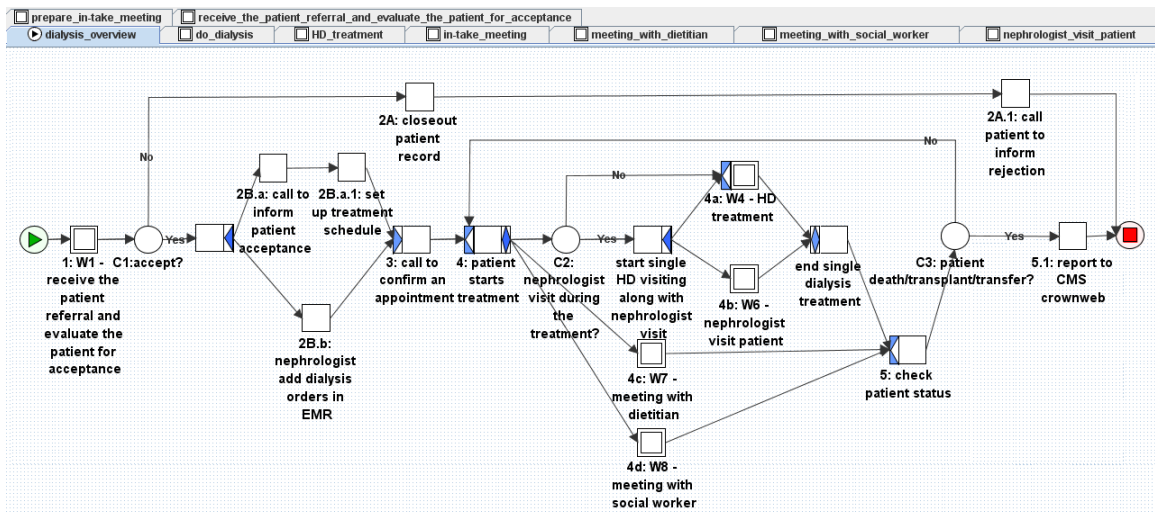 prepare_in-take_meeting
receive_the_patient_referral_and_evaluate_the_patient_for_acceptance
dialysis_overview
do_dialysis
HD_treatment
in-take_meeting
meeting_with_dietitian
meeting_with_social_worker
nephrologist_visit_patient
2A: closeout
patient
record
2A.1: call
patient to
inform
rejection
No
No
2B.a: call to
inform
patient
acceptance
2B.a.1: set
up treatment
schedule
No
4a: W4 - HD
treatment
1: W1 -
receive the
patient
referral and
evaluate the
patient for
acceptance
C1:accept?
Yes
3: call to
confirm an
appointment
4: patient
starts
treatment
C2:
nephrologist
visit during
the
treatment?
Yes
start single
HD visiting
along with
nephrologist
visit
4b: W6 -
nephrologist
visit patient
end single
dialysis
treatment
C3: patient
death/transplant/transfer?
Yes
5.1: report to
CMS
crownweb
2B.b:
nephrologist
add dialysis
orders in
EMR
4c: W7 -
meeting with
dietitian
5: check
patient status
4d: W8 -
meeting with
social worker